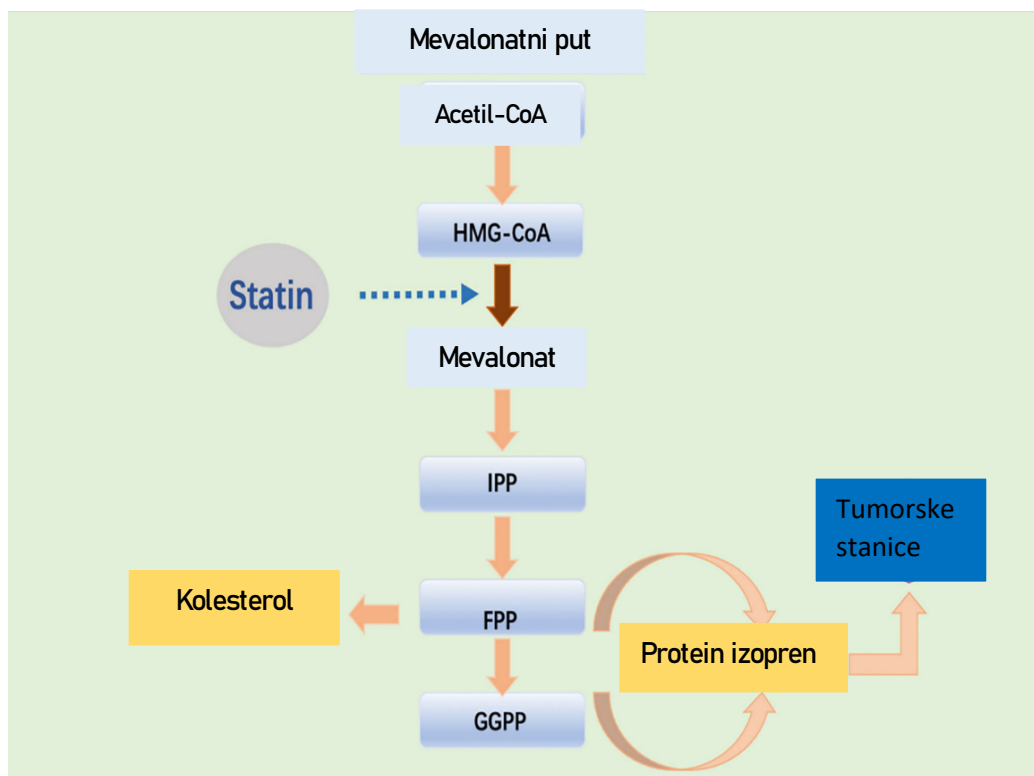 Mevalonatni put
Acetil-CoA
HMG-CoA
Statin
Mevalonat
IPP
Tumorske
stanice
Kolesterol
FPP
Protein izopren
GGPP